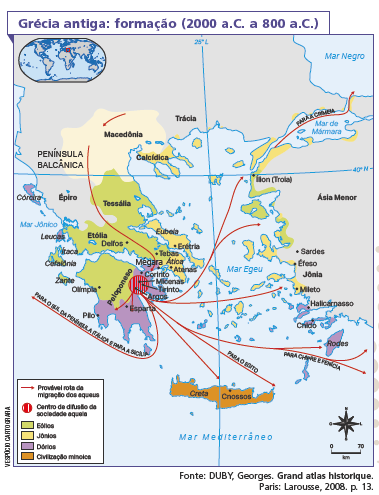 Grécia antiga: formação (2000 a.C. a 800 a.C.)
25° L
Mar Negro
PARA A CRIMEIA
Mar de
Mármara
Trácia
Macedônia
Calcídica
PENÍNSULA
BALCÂNICA
40° N
Ílion (Troia)
Córcira
Épiro
Tessália
Ásia Menor
Mar Jônico
Leucas
Etólia
Delfos
Eubeia
Erétria
Ítaca
Cefalônia
Tebas
Ática
Mégara
Atenas
Corinto
Micenas
Tirinto
Argos
Zante
Olímpia
Peloponeso
Mar Egeu
Sardes
Éfeso
Jônia
Mileto
Esparta
Pilo
Halicarnasso
Cnido
Rodes
PARA O SUL DA PENÍNSULA ITÁLICA E PARA A SICÍLIA
PARA O EGITO
PARA CHIPRE E FENÍCIA
Creta
Cnossos
Mar Mediterrâneo
Provável rota da
migração dos aqueus
Centro de difusão da
sociedade aqueia
Eólios
Jônios
Dórios
Civilização minoica
N
0 70
km
VESPÚCIO CARTOGRAFIA
Fonte: DUBY, Georges. Grand atlas historique.
Paris: Larousse, 2008. p. 13.